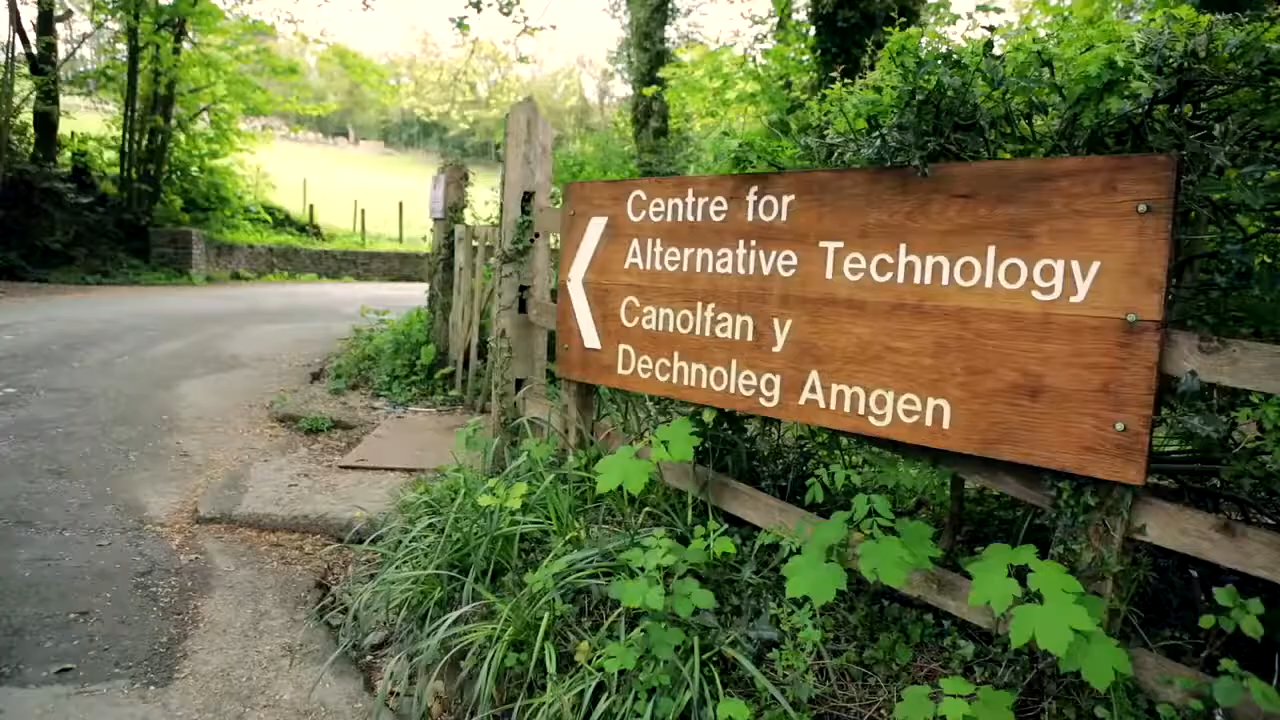 Centre for
Alternative Technology
Canolfan y
Dechnoleg Amgen